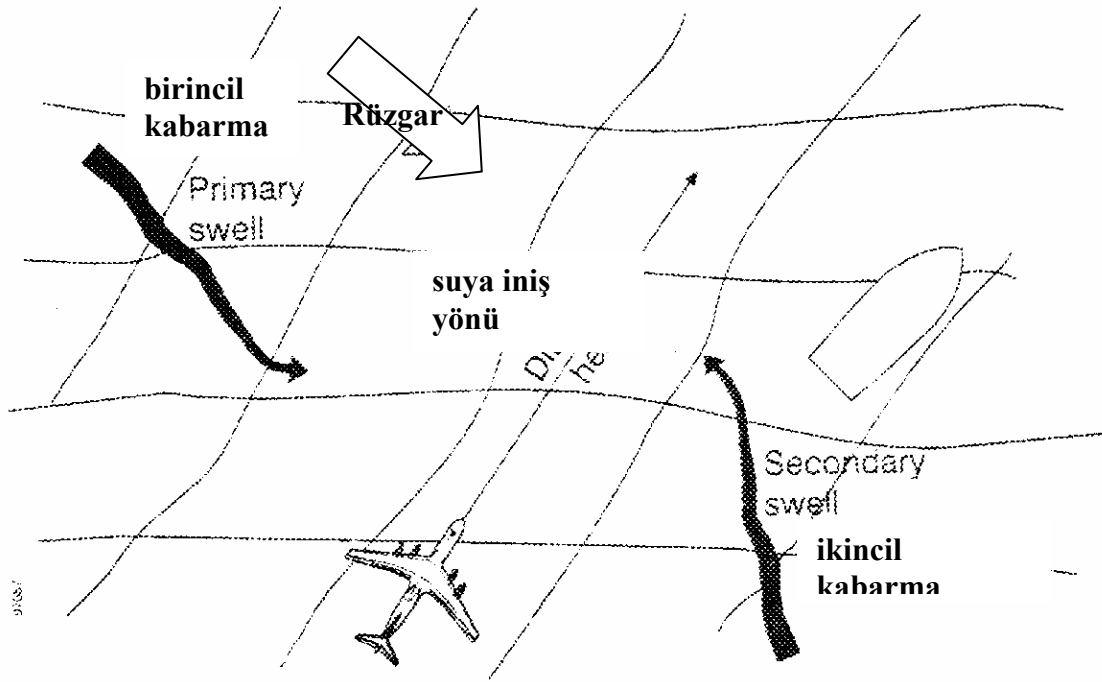 birincil
kabarma
Rüzgar
Primary
swell
suya iniş
yönü
Secondary
swell
ikincil
kabarma